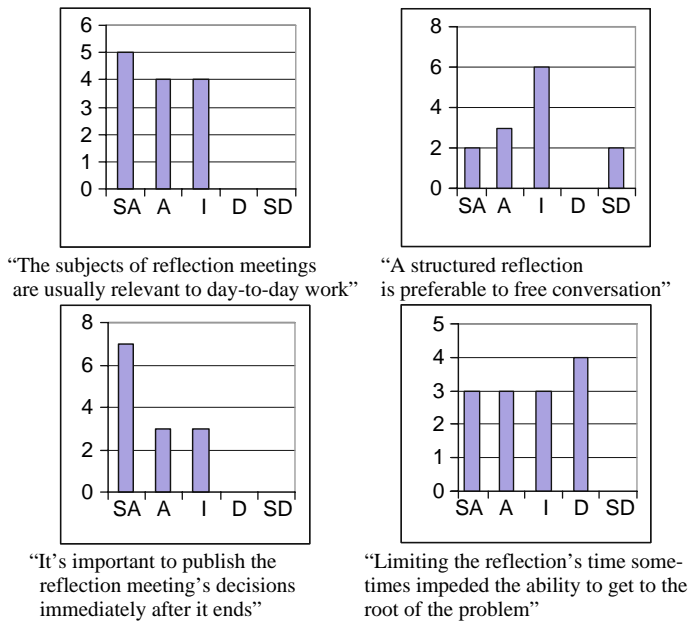 6
5
4
3
2
1
0
SA A I D SD
“The subjects of reflection meetings
are usually relevant to day-to-day work”
8
6
4
2
0
SA A I D SD
“A structured reflection
is preferable to free conversation”
8
6
4
2
0
SA A I D SD
“It's important to publish the
reflection meeting's decisions
immediately after it ends”
5
4
3
2
1
0
SA A I D SD
“Limiting the reflection's time some-
times impeded the ability to get to the
root of the problem”